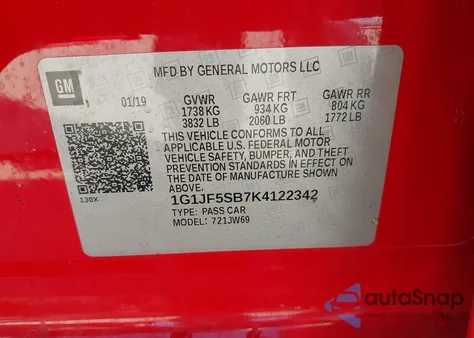 MFD BY GENERAL MOTORS LLC
GM
01/19
GVWR GAWR FRT GAWR RR
1738 KG 934 KG 804 KG
3832 LB 2060 LB 1772 LB
THIS VEHICLE CONFORMS TO ALL
APPLICABLE U.S. FEDERAL MOTOR
VEHICLE SAFETY, BUMPER, AND THEFT
PREVENTION STANDARDS IN EFFECT ON
THE DATE OF MANUFACTURE SHOWN
ABOVE.
138X
1G1JF5SB7K4122342
TYPE: PASS CAR
MODEL: 721JW69
autoSnap